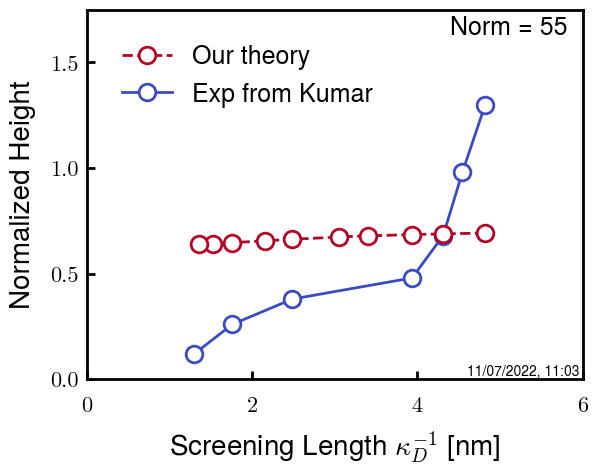 Norm = 55
Our theory
Exp from Kumar
Normalized Height
1.5
1.0
0.5
0.0
11/07/2022, 11:03
0 2 4 6
Screening Length κ_D^{-1} [nm]